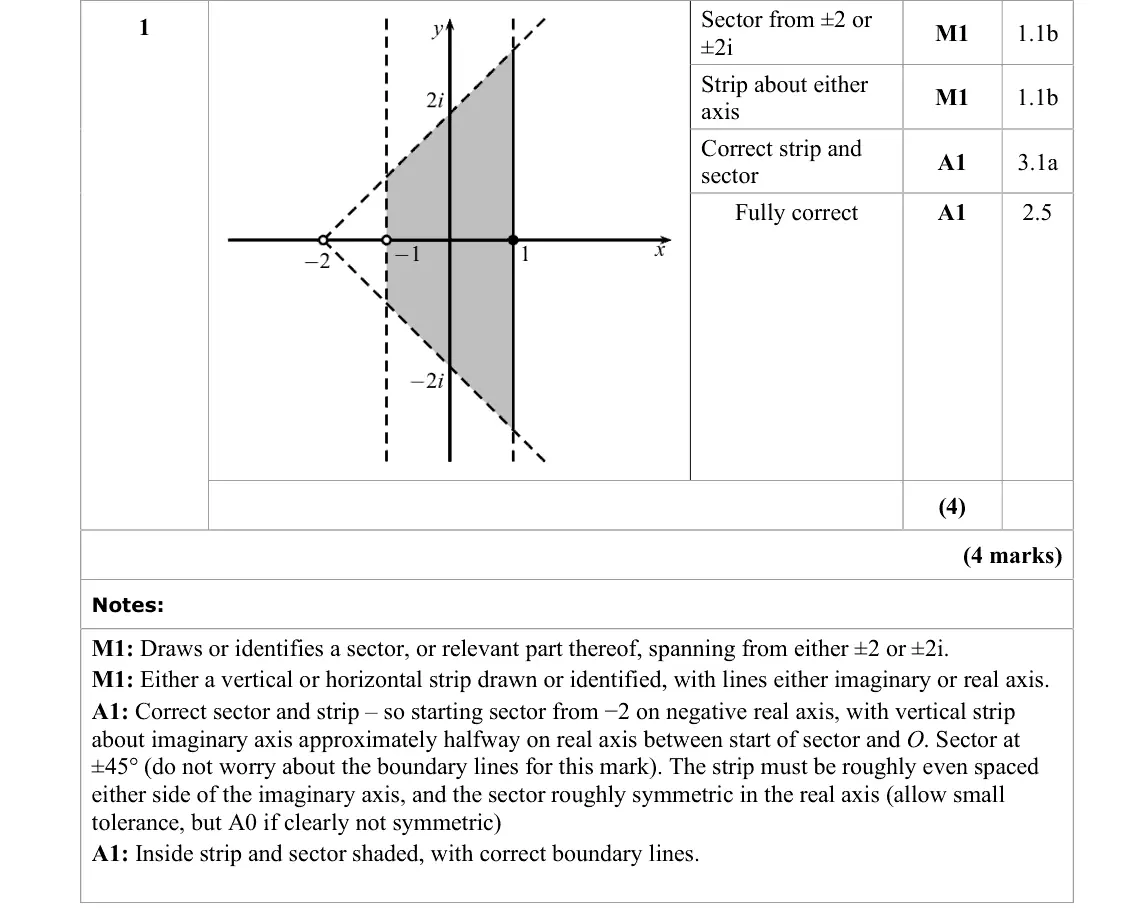 1
y
2i
−2
−1
1
x
−2i
Sector from ±2 or
±2i
M1
1.1b
Strip about either
axis
M1
1.1b
Correct strip and
sector
A1
3.1a
Fully correct
A1
2.5
(4)
(4 marks)
Notes:
M1: Draws or identifies a sector, or relevant part thereof, spanning from either ±2 or ±2i.
M1: Either a vertical or horizontal strip drawn or identified, with lines either imaginary or real axis.
A1: Correct sector and strip – so starting sector from −2 on negative real axis, with vertical strip
about imaginary axis approximately halfway on real axis between start of sector and O. Sector at
±45° (do not worry about the boundary lines for this mark). The strip must be roughly even spaced
either side of the imaginary axis, and the sector roughly symmetric in the real axis (allow small
tolerance, but A0 if clearly not symmetric)
A1: Inside strip and sector shaded, with correct boundary lines.